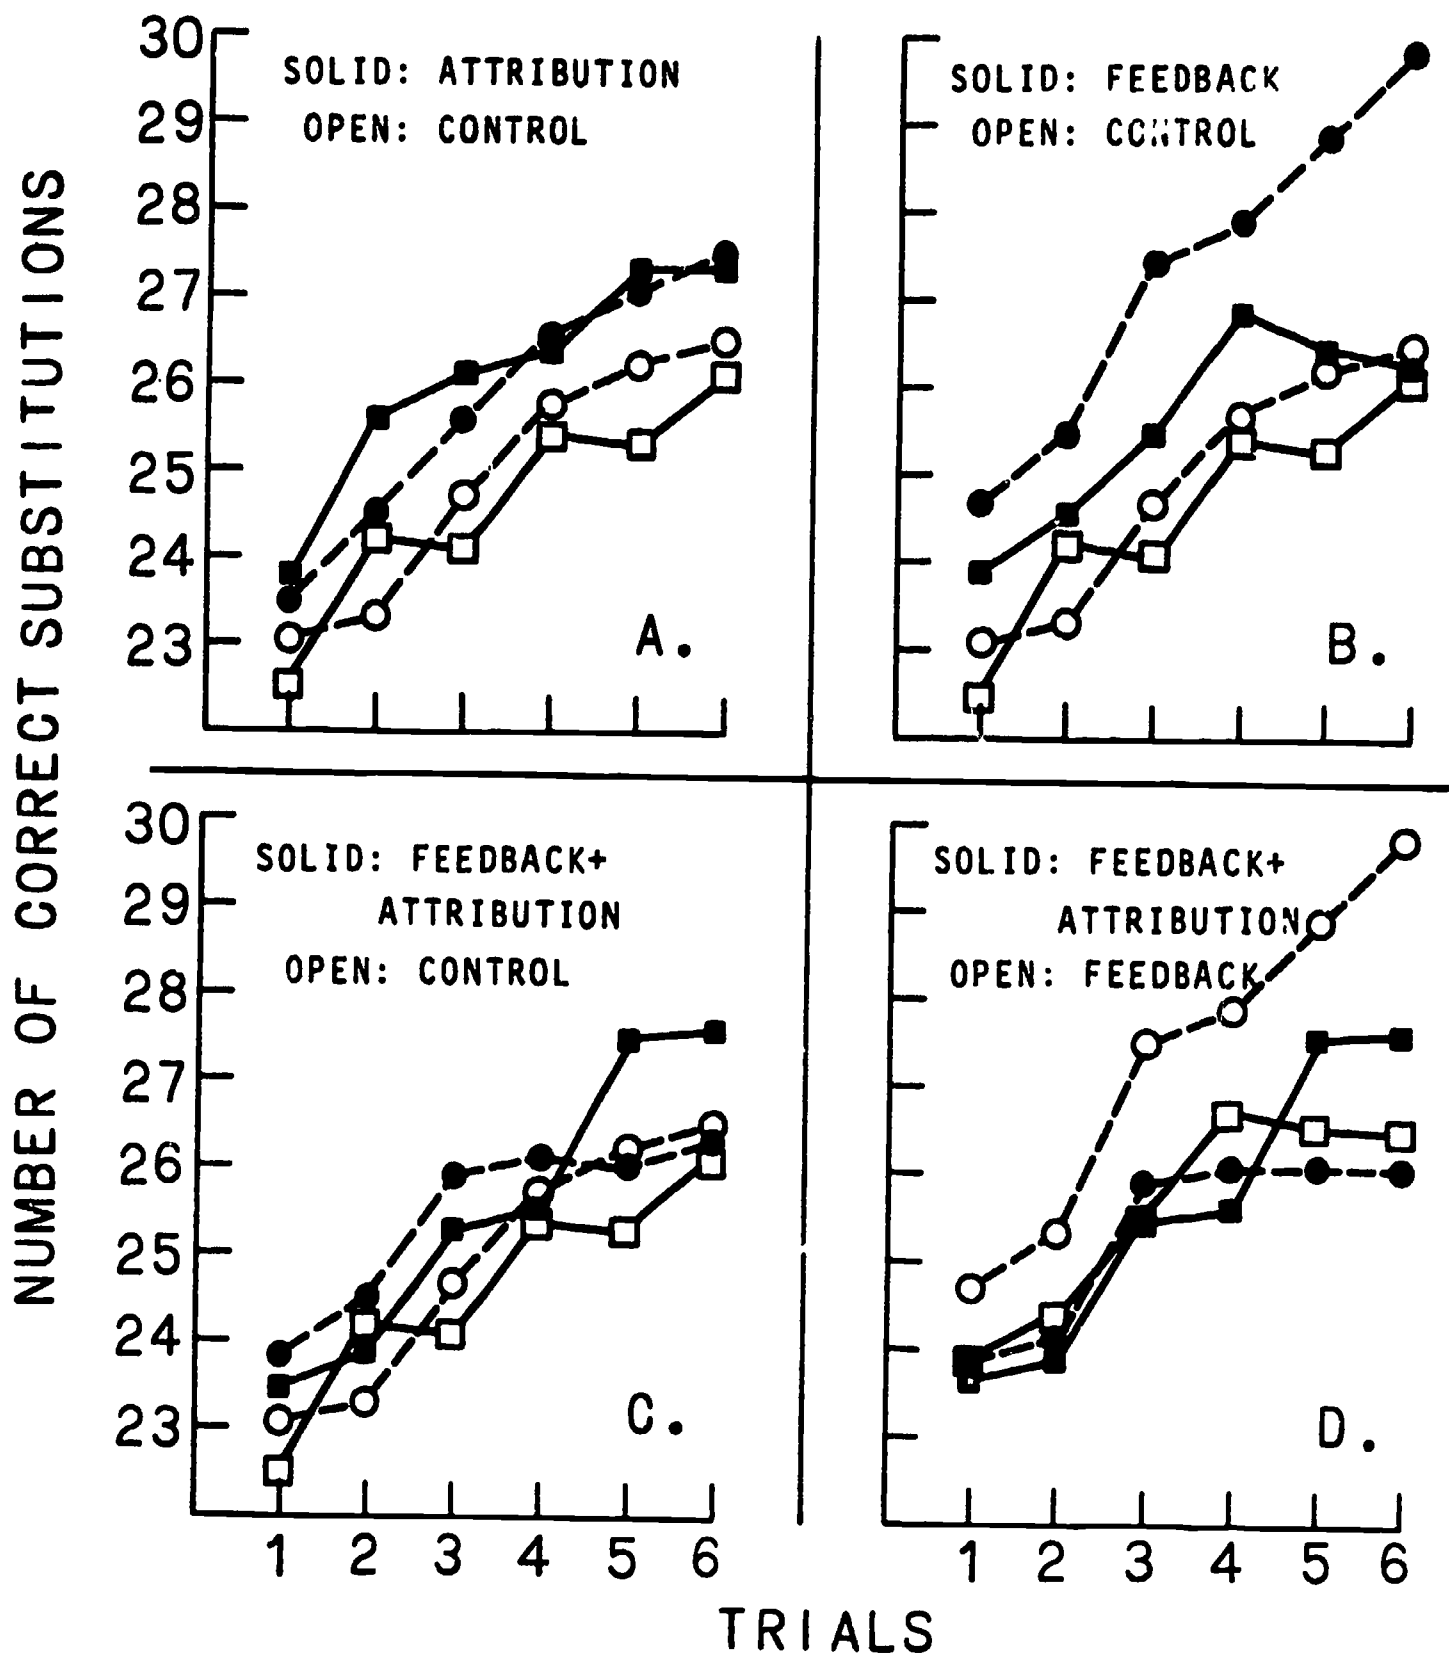 NUMBER OF CORRECT SUBSTITUTIONS
30
29
28
27
26
25
24
23
SOLID: ATTRIBUTION
OPEN: CONTROL
A.
SOLID: FEEDBACK
OPEN: CONTROL
B.
30
29
28
27
26
25
24
23
SOLID: FEEDBACK+
ATTRIBUTION
OPEN: CONTROL
C.
1 2 3 4 5 6
SOLID: FEEDBACK+
ATTRIBUTION
OPEN: FEEDBACK
D.
1 2 3 4 5 6
TRIALS